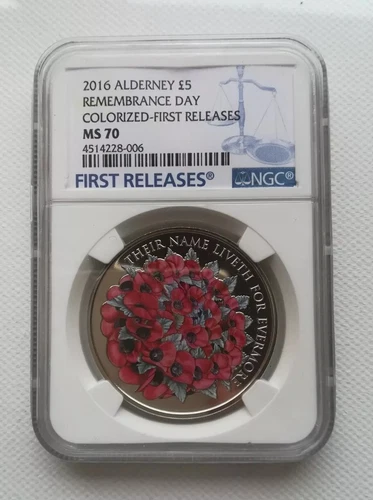 2016 ALDERNEY £5
REMEMBRANCE DAY
COLORIZED-FIRST RELEASES
MS 70
4514228-006
FIRST RELEASES®
NGC®
THEIR NAME LIVETH FOR EVERMORE